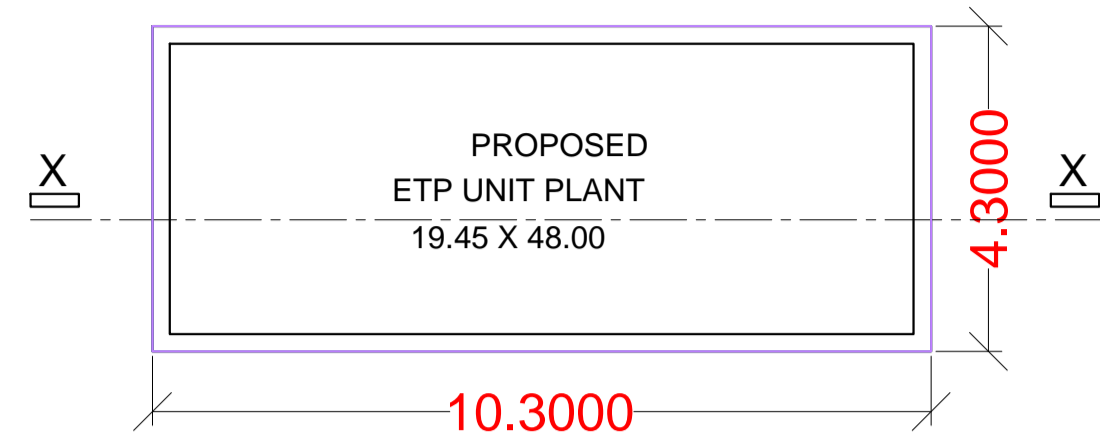 PROPOSED
X
ETP UNIT PLANT
X
19.45 X 48.00
4.3000
10.3000